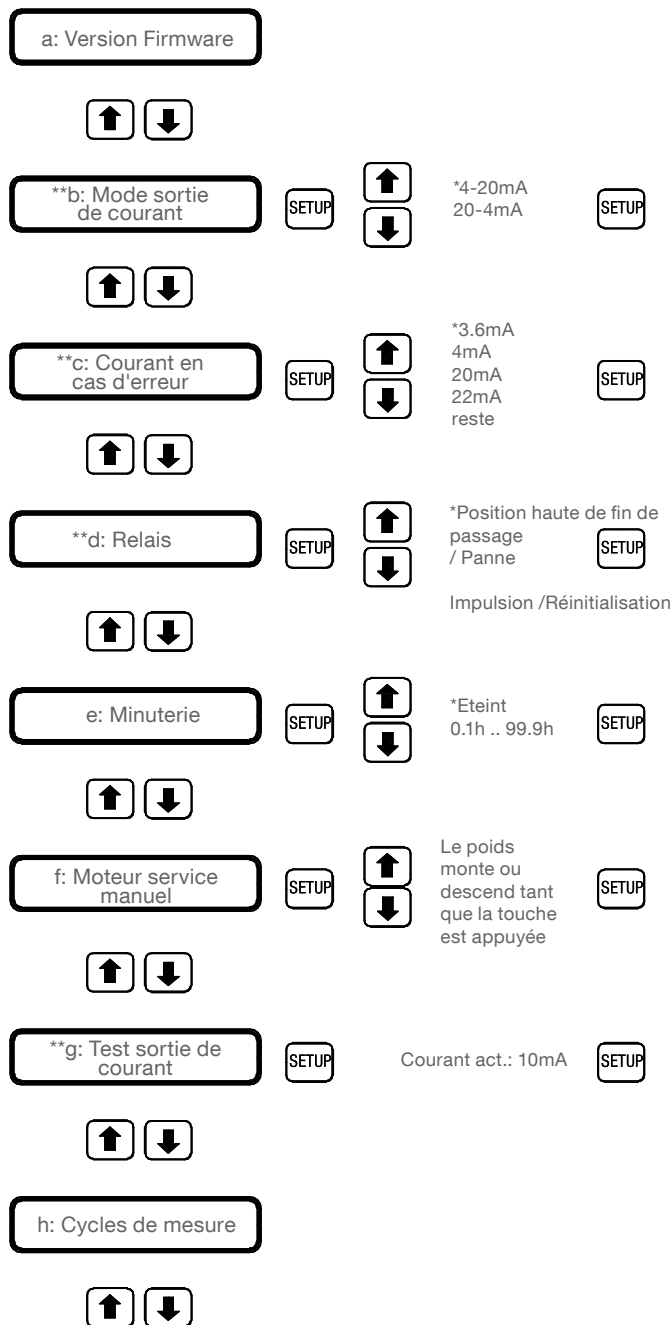 a: Version Firmware
**b: Mode sortie
de courant
SETUP
*4-20mA
20-4mA
SETUP
**c: Courant en
cas d'erreur
SETUP
*3.6mA
4mA
20mA
22mA
reste
SETUP
**d: Relais
SETUP
*Position haute de fin de
passage
/ Panne
Impulsion /Réinitialisation
SETUP
e: Minuterie
SETUP
*Eteint
0.1h .. 99.9h
SETUP
f: Moteur service
manuel
SETUP
Le poids
monte ou
descend tant
que la touche
est appuyée
SETUP
**g: Test sortie de
courant
SETUP
Courant act.: 10mA
SETUP
h: Cycles de mesure